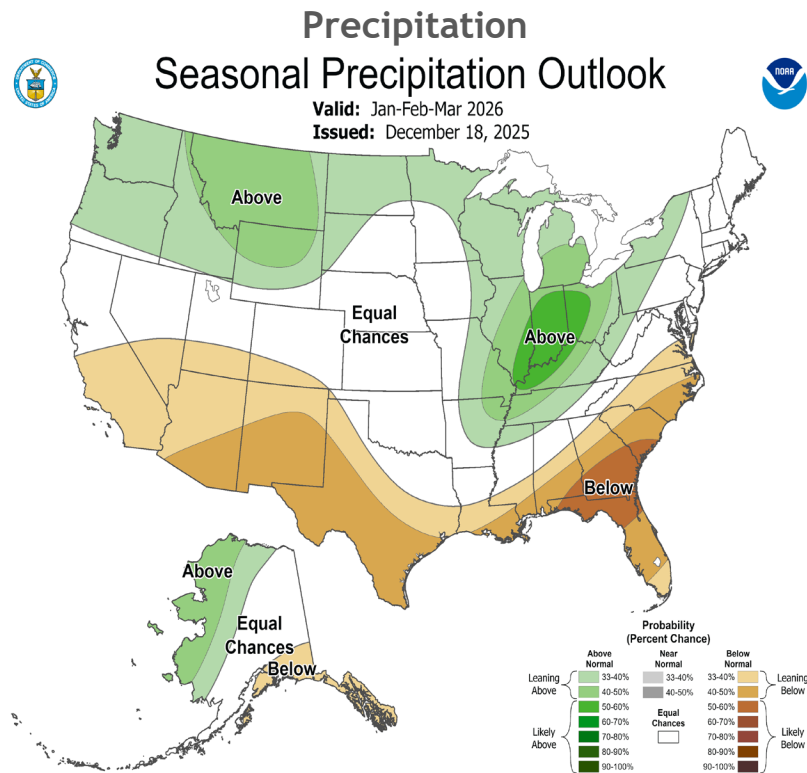 Precipitation
Seasonal Precipitation Outlook
NOAA
Valid: Jan-Feb-Mar 2026
Issued: December 18, 2025
Above
Equal
Chances
Above
Below
Above
Equal
Chances
Below
Probability
(Percent Chance)
Above
Normal
Near
Normal
Below
Normal
Leaning
Above
33-40%
40-50%
33-40%
40-50%
33-40%
40-50%
Leaning
Below
Likely
Above
50-60%
60-70%
70-80%
80-90%
90-100%
Equal
Chances
50-60%
60-70%
70-80%
80-90%
90-100%
Likely
Below